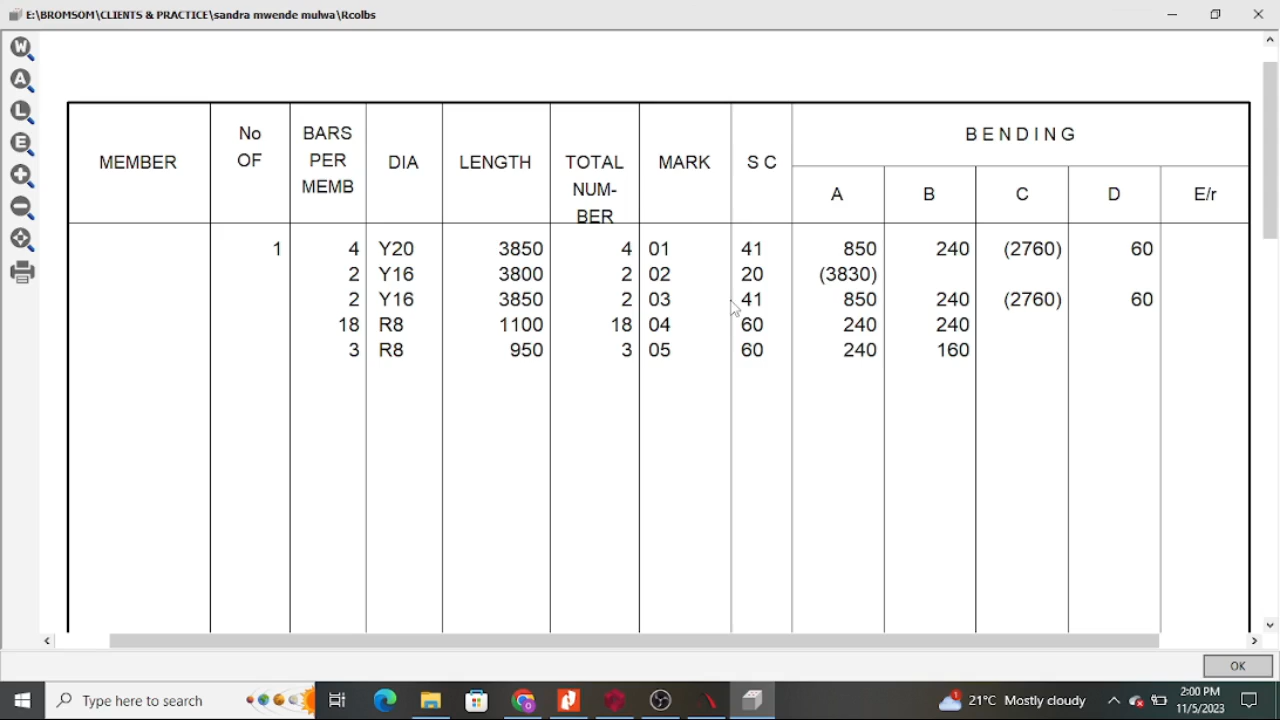 E:\BROMSOM\CLIENTS & PRACTICE\sandra mwende mulwa\Rcolbs
MEMBER No OF BARS PER MEMB DIA LENGTH TOTAL NUM- BER MARK S C B E N D I N G
A B C D E/r
1 4 Y20 3850 4 01 41 850 240 (2760) 60
2 Y16 3800 2 02 20 (3830)
2 Y16 3850 2 03 41 850 240 (2760) 60
18 R8 1100 18 04 60 240 240
3 R8 950 3 05 60 240 160
OK
Type here to search
21°C Mostly cloudy
2:00 PM
11/5/2023
W
A
L
E